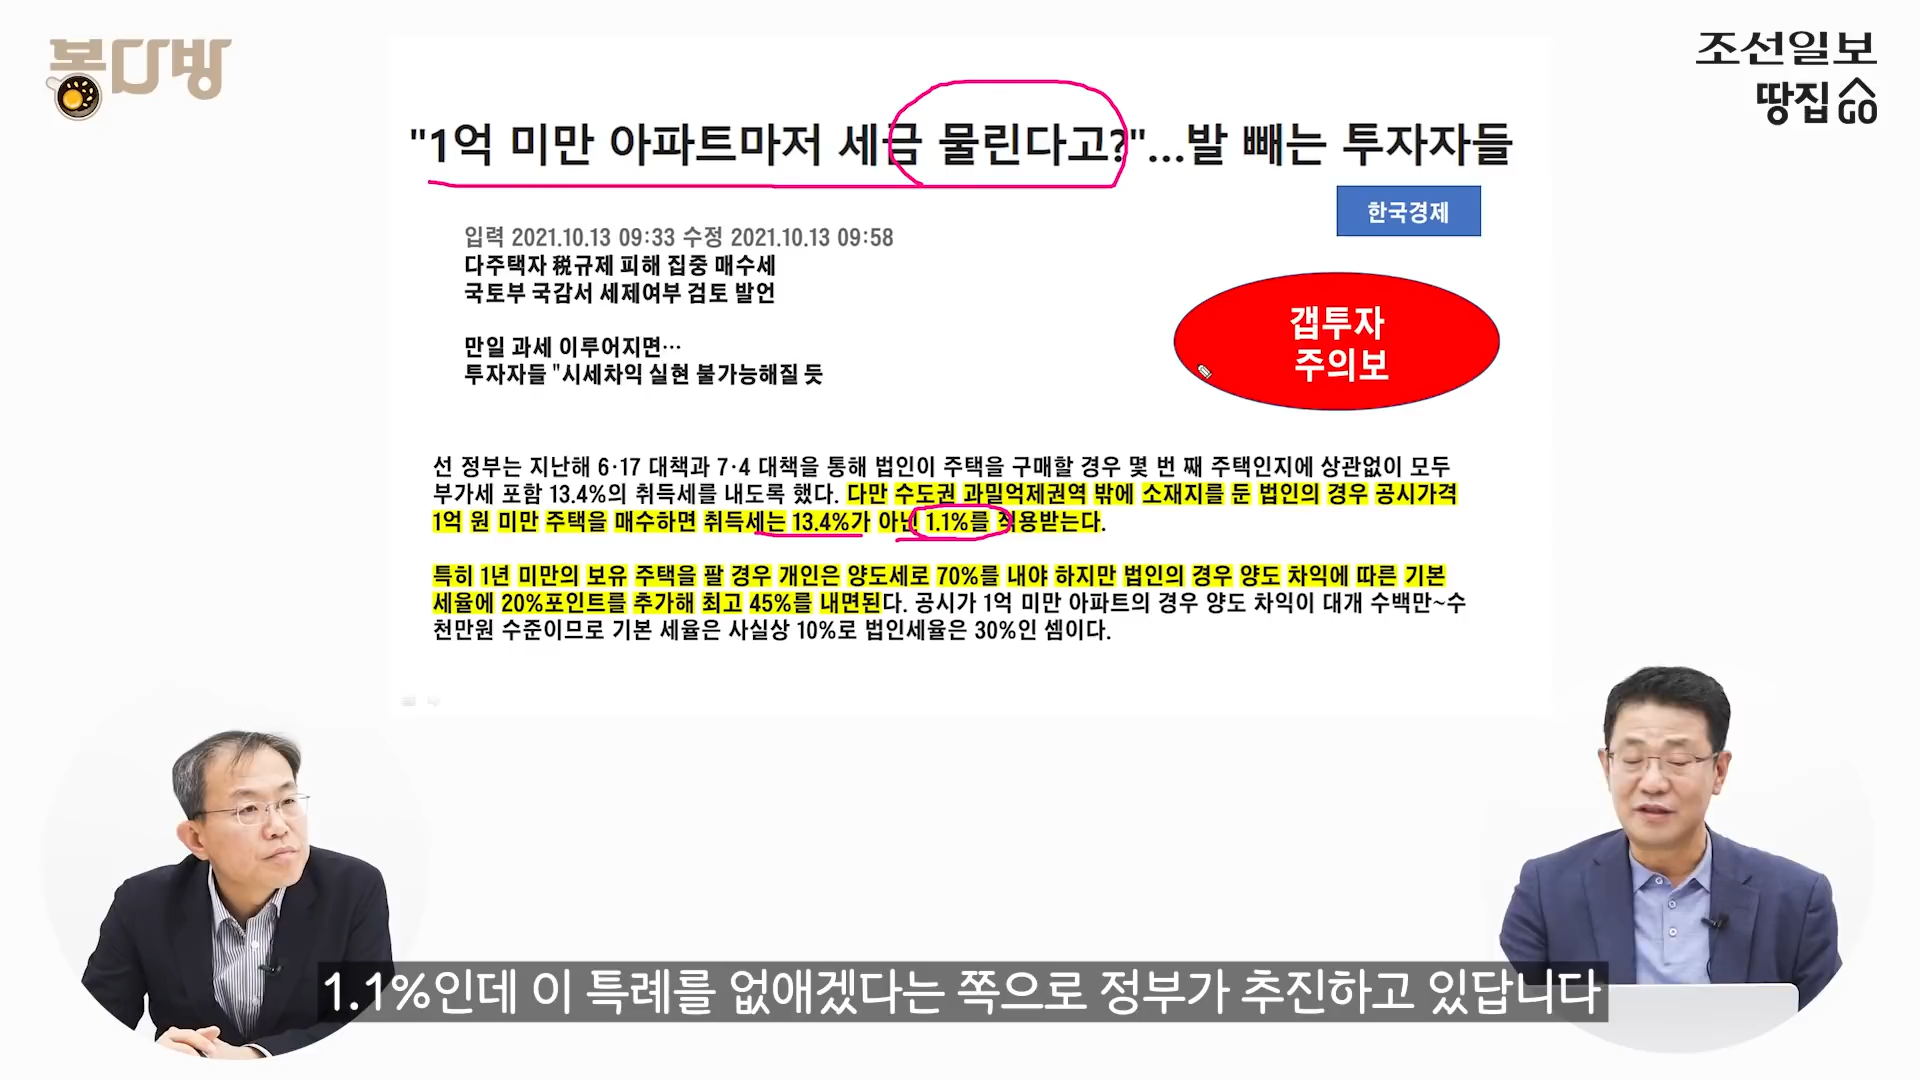 봉다방
조선일보
땅집GO
"1억 미만 아파트마저 세금 물린다고?"...발 빼는 투자자들
한국경제
입력 2021.10.13 09:33 수정 2021.10.13 09:58
다주택자 稅규제 피해 집중 매수세
국토부 국감서 세제여부 검토 발언
만일 과세 이루어지면…
투자자들 "시세차익 실현 불가능해질 듯
갭투자
주의보
선 정부는 지난해 6·17 대책과 7·4 대책을 통해 법인이 주택을 구매할 경우 몇 번 째 주택인지에 상관없이 모두
부가세 포함 13.4%의 취득세를 내도록 했다. 다만 수도권 과밀억제권역 밖에 소재지를 둔 법인의 경우 공시가격
1억 원 미만 주택을 매수하면 취득세는 13.4%가 아닌 1.1%를 적용받는다.
특히 1년 미만의 보유 주택을 팔 경우 개인은 양도세로 70%를 내야 하지만 법인의 경우 양도 차익에 따른 기본
세율에 20%포인트를 추가해 최고 45%를 내면된다. 공시가 1억 미만 아파트의 경우 양도 차익이 대개 수백만~수
천만원 수준이므로 기본 세율은 사실상 10%로 법인세율은 30%인 셈이다.
1.1%인데 이 특례를 없애겠다는 쪽으로 정부가 추진하고 있답니다